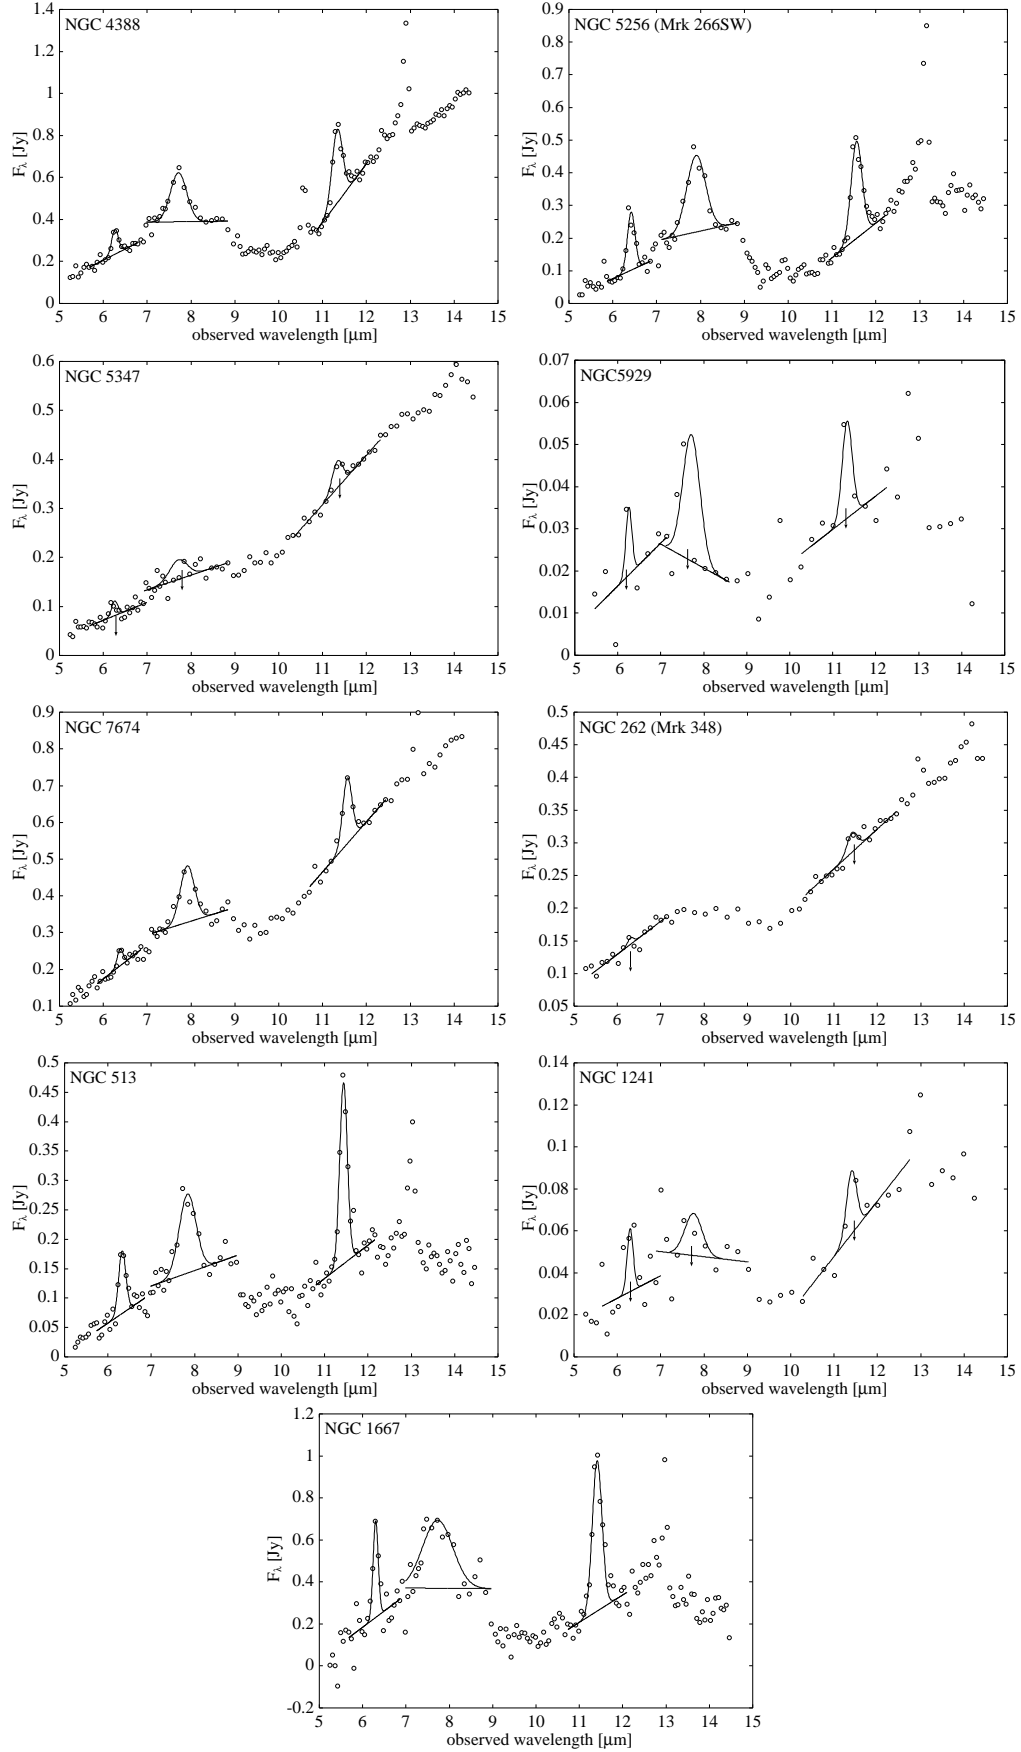 NGC 4388
1.4
1.2
1
0.8
0.6
0.4
0.2
0
F_λ [Jy]
5 6 7 8 9 10 11 12 13 14 15
observed wavelength [μm]
NGC 5256 (Mrk 266SW)
0.9
0.8
0.7
0.6
0.5
0.4
0.3
0.2
0.1
0
F_λ [Jy]
5 6 7 8 9 10 11 12 13 14 15
observed wavelength [μm]
NGC 5347
0.6
0.5
0.4
0.3
0.2
0.1
0
F_λ [Jy]
5 6 7 8 9 10 11 12 13 14 15
observed wavelength [μm]
NGC5929
0.07
0.06
0.05
0.04
0.03
0.02
0.01
0
F_λ [Jy]
5 6 7 8 9 10 11 12 13 14 15
observed wavelength [μm]
NGC 7674
0.9
0.8
0.7
0.6
0.5
0.4
0.3
0.2
0.1
F_λ [Jy]
5 6 7 8 9 10 11 12 13 14 15
observed wavelength [μm]
NGC 262 (Mrk 348)
0.5
0.45
0.4
0.35
0.3
0.25
0.2
0.15
0.1
0.05
F_λ [Jy]
5 6 7 8 9 10 11 12 13 14 15
observed wavelength [μm]
NGC 513
0.5
0.45
0.4
0.35
0.3
0.25
0.2
0.15
0.1
0.05
0
F_λ [Jy]
5 6 7 8 9 10 11 12 13 14 15
observed wavelength [μm]
NGC 1241
0.14
0.12
0.1
0.08
0.06
0.04
0.02
0
F_λ [Jy]
5 6 7 8 9 10 11 12 13 14 15
observed wavelength [μm]
NGC 1667
1.2
1
0.8
0.6
0.4
0.2
0
-0.2
F_λ [Jy]
5 6 7 8 9 10 11 12 13 14 15
observed wavelength [μm]